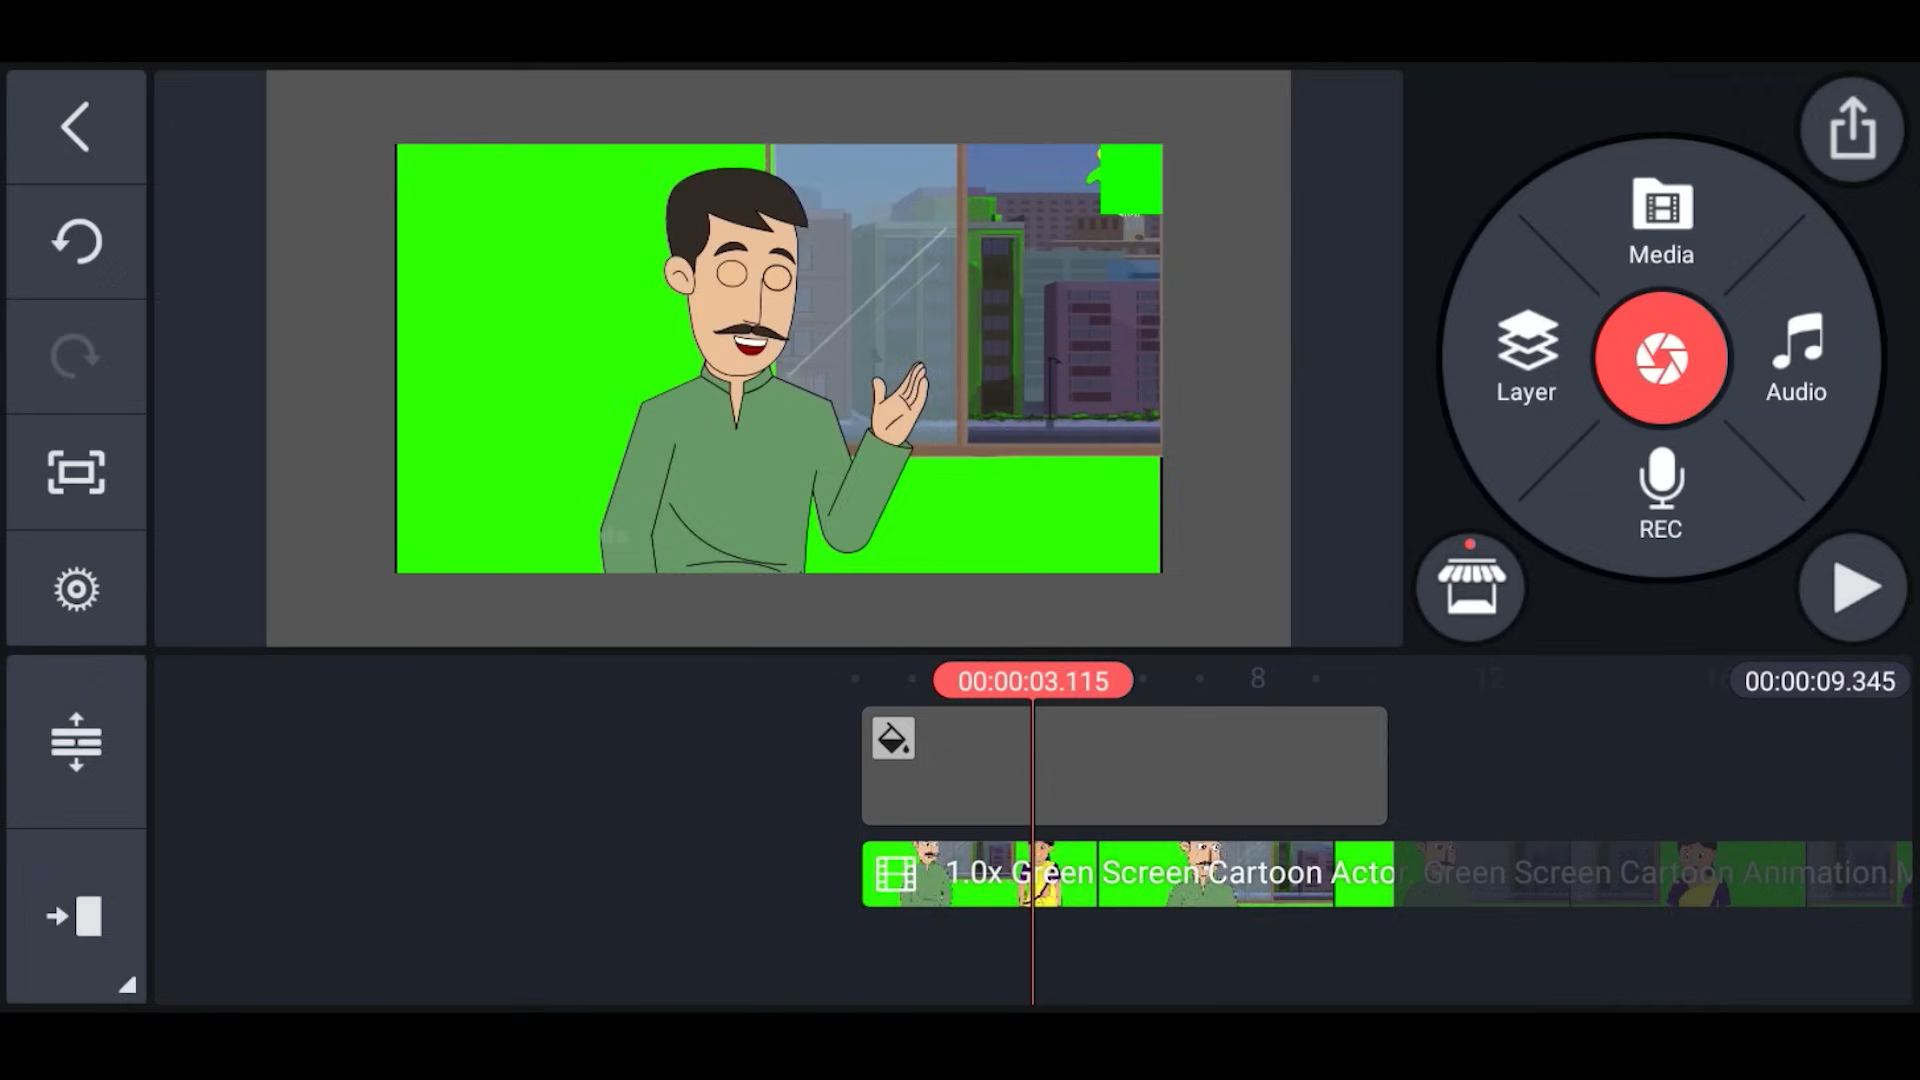 Media
Layer
Audio
REC
00:00:03.115
8
12
00:00:09.345
1.0x Green Screen Cartoon Actor, Green Screen Cartoon Animation.M